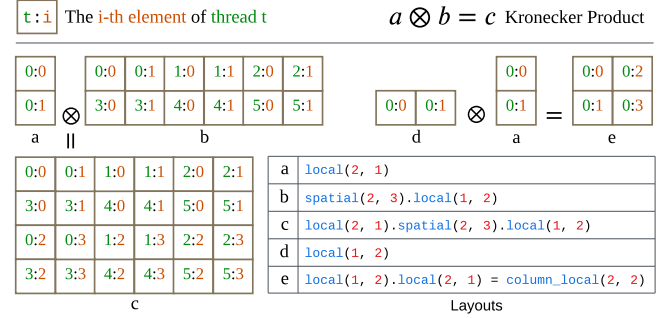 t:i The i-th element of thread t a ⊗ b = c Kronecker Product
0:0 0:0 0:1 1:0 1:1 2:0 2:1 0:0 0:0 0:2
0:1 ⊗ 3:0 3:1 4:0 4:1 5:0 5:1 0:0 0:1 ⊗ 0:1 = 0:1 0:3
a = b d a e
0:0 0:1 1:0 1:1 2:0 2:1
3:0 3:1 4:0 4:1 5:0 5:1
0:2 0:3 1:2 1:3 2:2 2:3
3:2 3:3 4:2 4:3 5:2 5:3
c
a local(2, 1)
b spatial(2, 3).local(1, 2)
c local(2, 1).spatial(2, 3).local(1, 2)
d local(1, 2)
e local(1, 2).local(2, 1) = column_local(2, 2)
Layouts